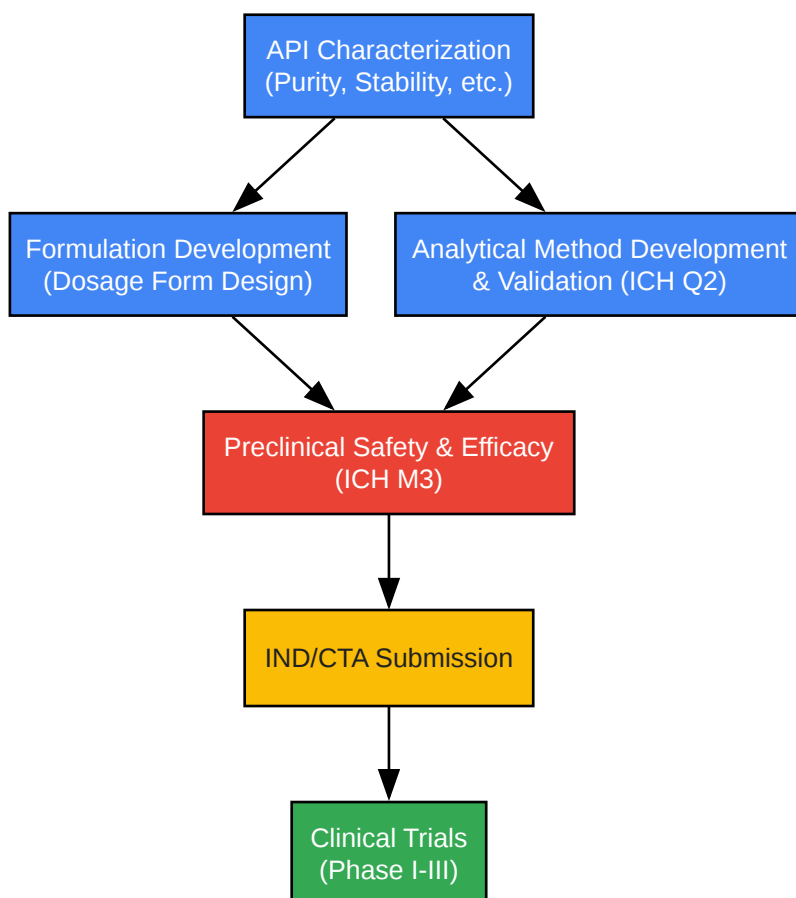 API Characterization
(Purity, Stability, etc.)
Formulation Development
(Dosage Form Design)
Analytical Method Development
& Validation (ICH Q2)
Preclinical Safety & Efficacy
(ICH M3)
IND/CTA Submission
Clinical Trials
(Phase I-III)